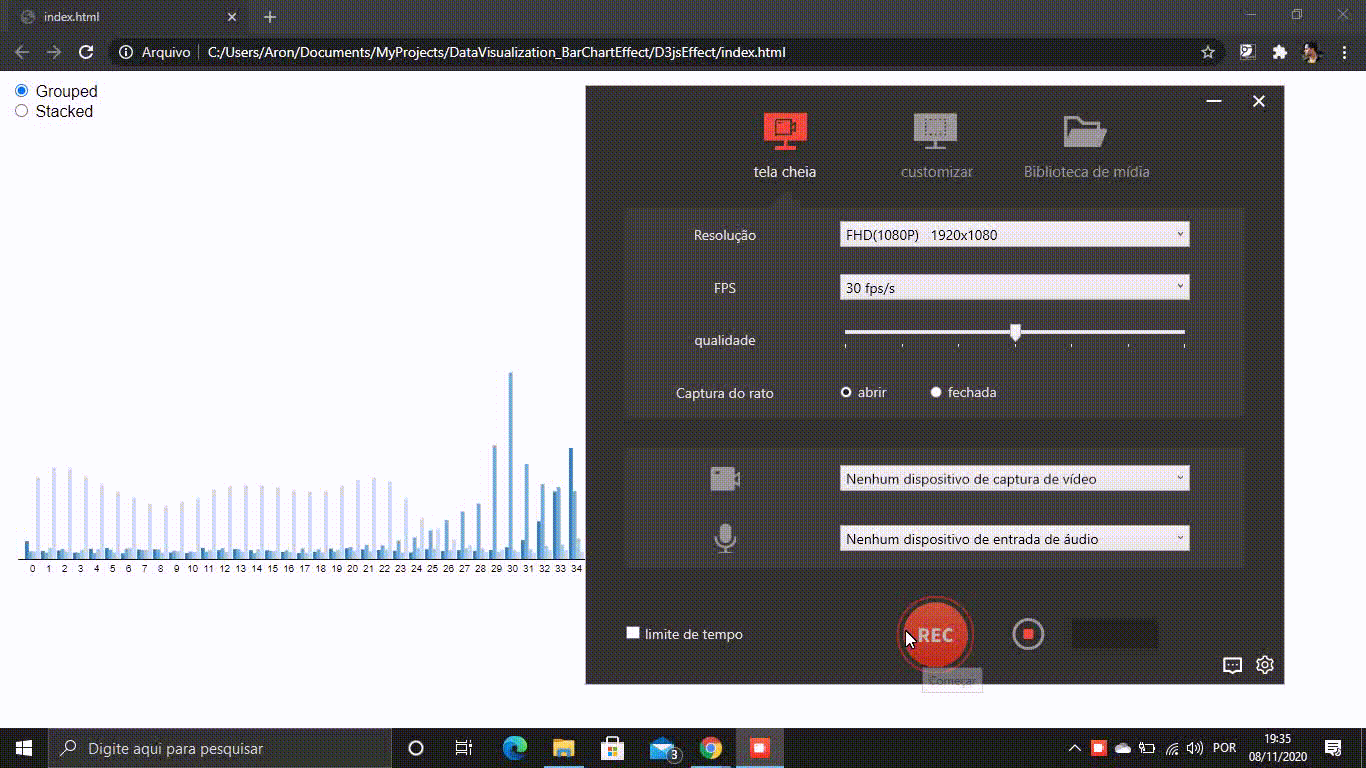 index.html
Arquivo
C:/Users/Aron/Documents/MyProjects/DataVisualization_BarChartEffect/D3jsEffect/index.html
Grouped
Stacked
tela cheia
customizar
Biblioteca de mídia
Resolução
FHD(1080P) 1920x1080
FPS
30 fps/s
qualidade
Captura do rato
abrir
fechada
Nenhum dispositivo de captura de vídeo
Nenhum dispositivo de entrada de áudio
0 1 2 3 4 5 6 7 8 9 10 11 12 13 14 15 16 17 18 19 20 21 22 23 24 25 26 27 28 29 30 31 32 33 34
limite de tempo
REC
Começar
Digite aqui para pesquisar
3
POR
19:35
08/11/2020